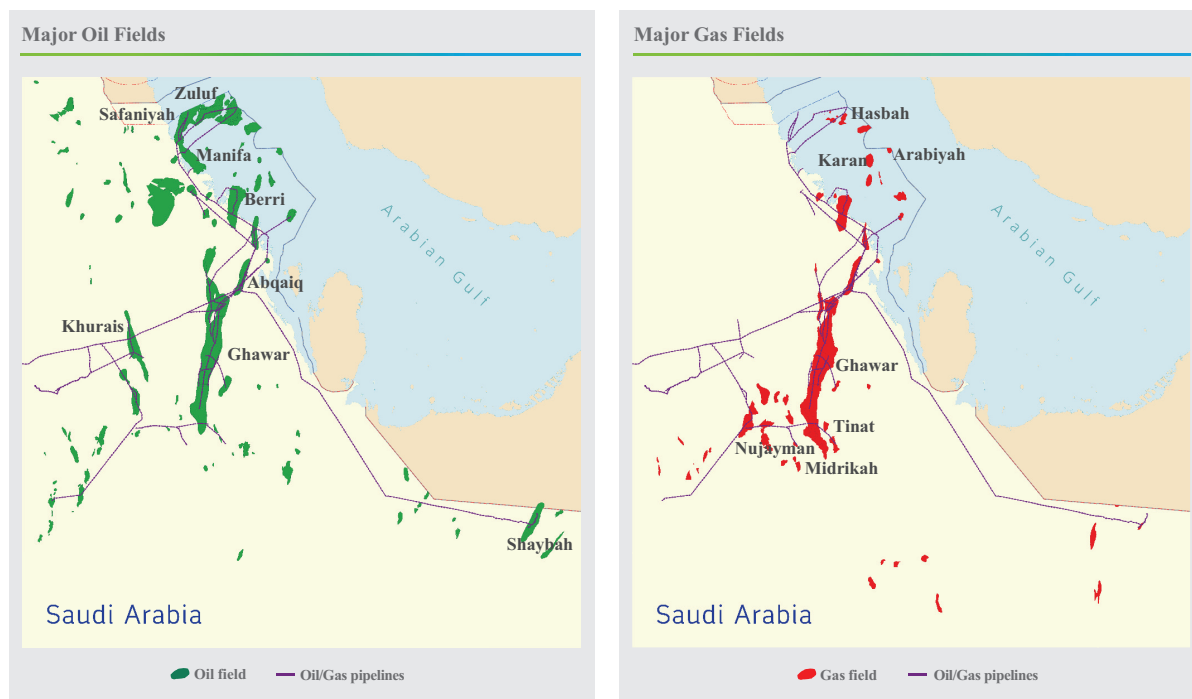 Major Oil Fields
Zuluf
Safaniyah
Manifa
Berri
Arabian Gulf
Abqaiq
Khurais
Ghawar
Shaybah
Saudi Arabia
Oil field
Oil/Gas pipelines
Major Gas Fields
Hasbah
Karan
Arabiyah
Arabian Gulf
Ghawar
Tinat
Nujayman
Midrikah
Saudi Arabia
Gas field
Oil/Gas pipelines